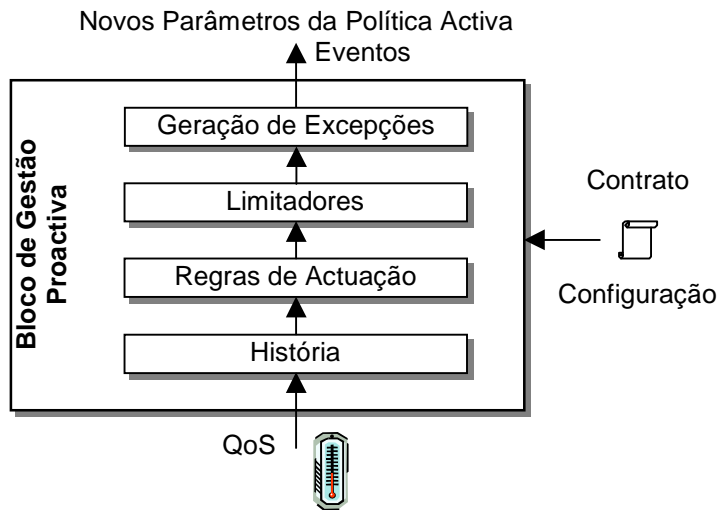 Novos Parâmetros da Política Activa
Eventos
Bloco de Gestão
Proactiva
Geração de Excepções
Limitadores
Regras de Actuação
História
Contrato
Configuração
QoS